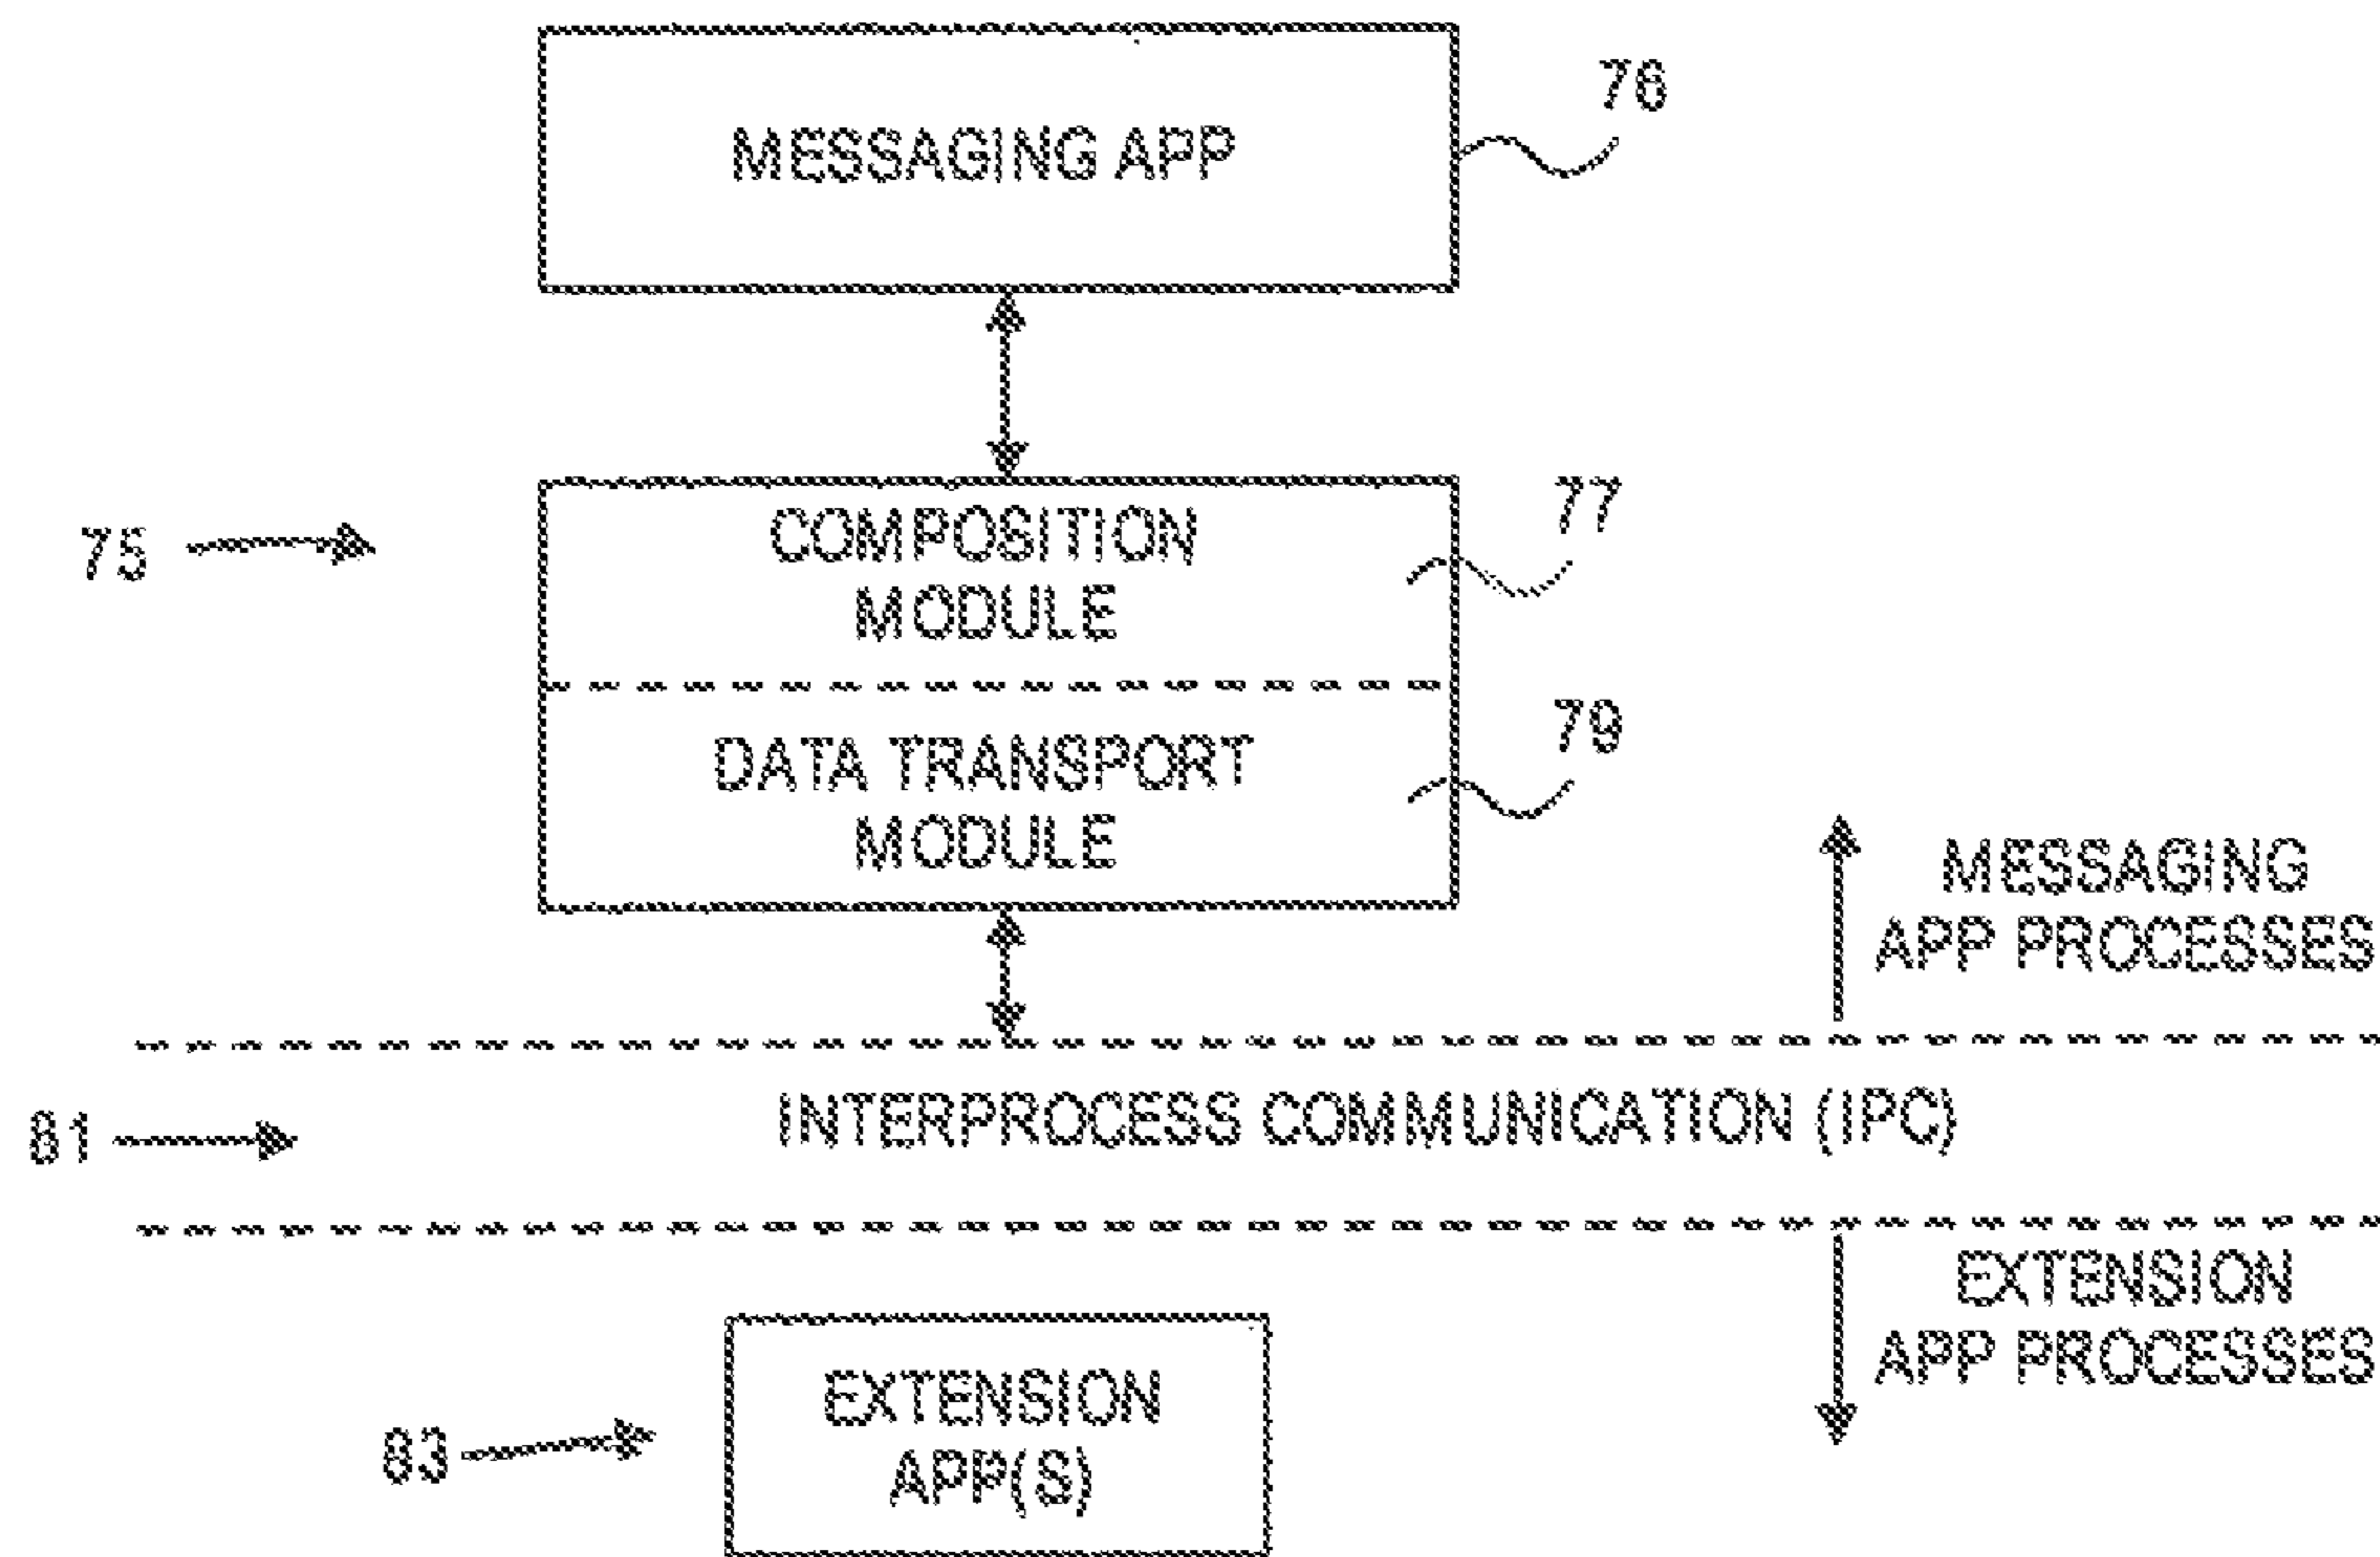 MESSAGING APP
76
75
COMPOSITION
MODULE
77
DATA TRANSPORT
MODULE
79
MESSAGING
APP PROCESSES
81
INTERPROCESS COMMUNICATION (IPC)
EXTENSION
APP PROCESSES
83
EXTENSION
APP(S)